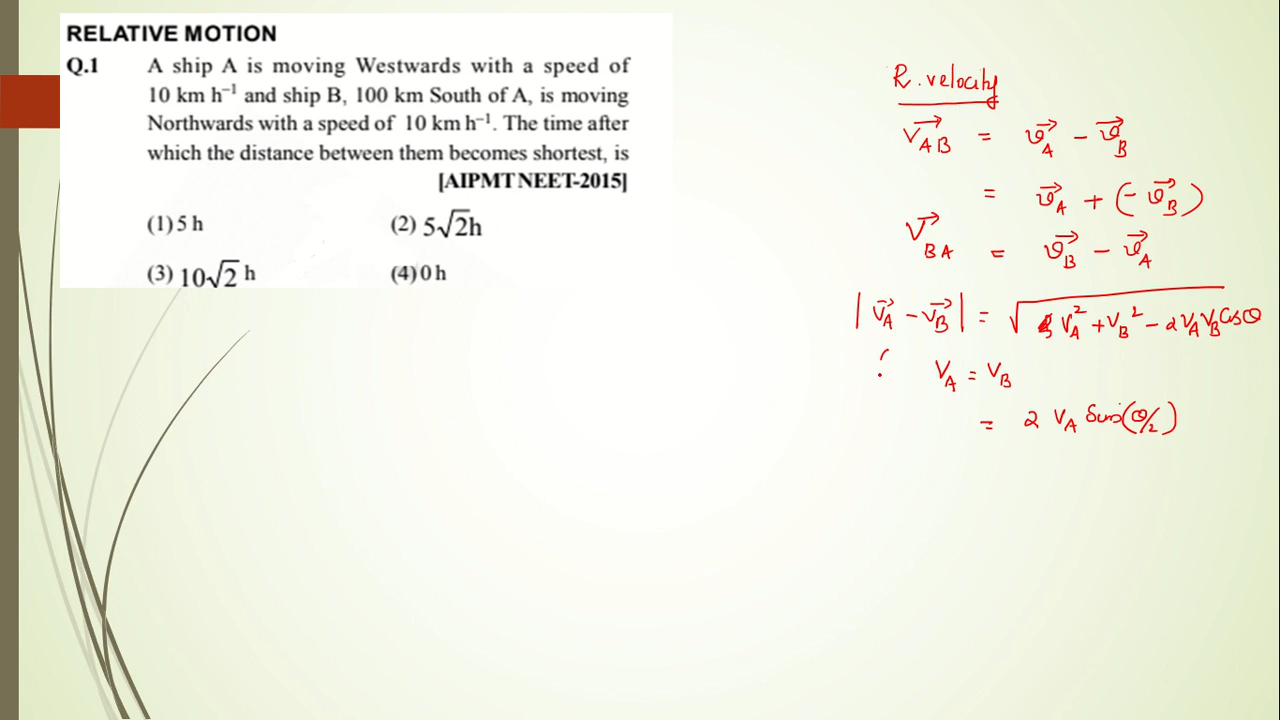 RELATIVE MOTION
Q.1 A ship A is moving Westwards with a speed of
10 km h⁻¹ and ship B, 100 km South of A, is moving
Northwards with a speed of 10 km h⁻¹. The time after
which the distance between them becomes shortest, is
[AIPMT NEET-2015]
(1) 5 h (2) 5√2h
(3) 10√2 h (4) 0 h
R. velocity
V⃗AB = v⃗A − v⃗B
= v⃗A + (− v⃗B)
V⃗BA = v⃗B − v⃗A
| v⃗A − v⃗B | = √ VA² + VB² − 2VAVB Cosθ
VA = VB
= 2 VA Sin(θ/2)